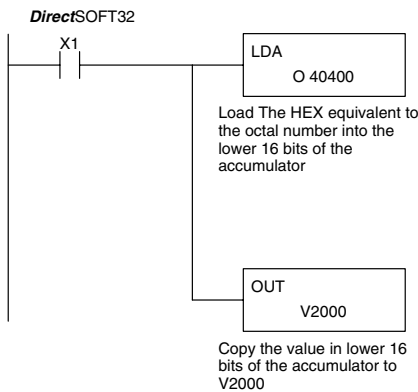 DirectSOFT32
X1
LDA
O 40400
Load The HEX equivalent to
the octal number into the
lower 16 bits of the
accumulator
OUT
V2000
Copy the value in lower 16
bits of the accumulator to
V2000